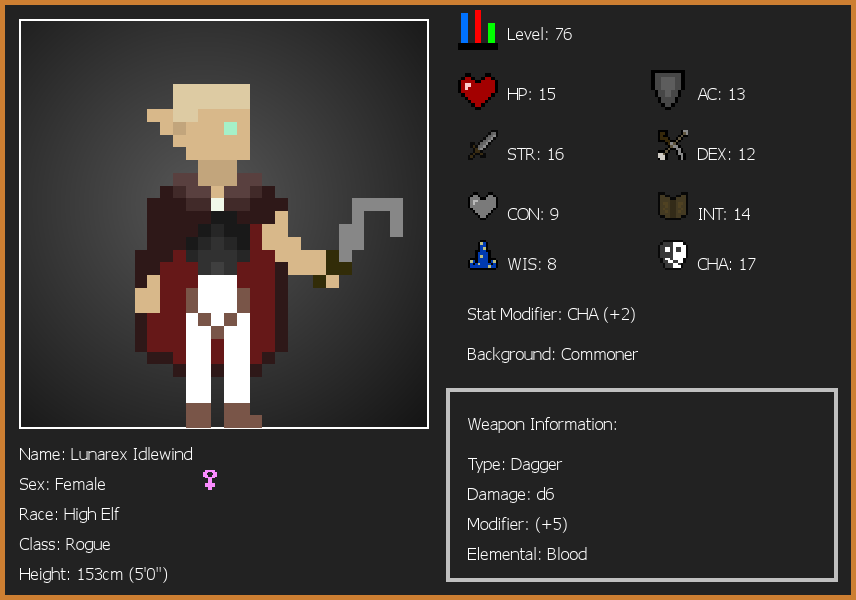 Level: 76
HP: 15
AC: 13
STR: 16
DEX: 12
CON: 9
INT: 14
WIS: 8
CHA: 17
Stat Modifier: CHA (+2)
Background: Commoner
Weapon Information:
Type: Dagger
Damage: d6
Modifier: (+5)
Elemental: Blood
Name: Lunarex Idlewind
Sex: Female
Race: High Elf
Class: Rogue
Height: 153cm (5'0")